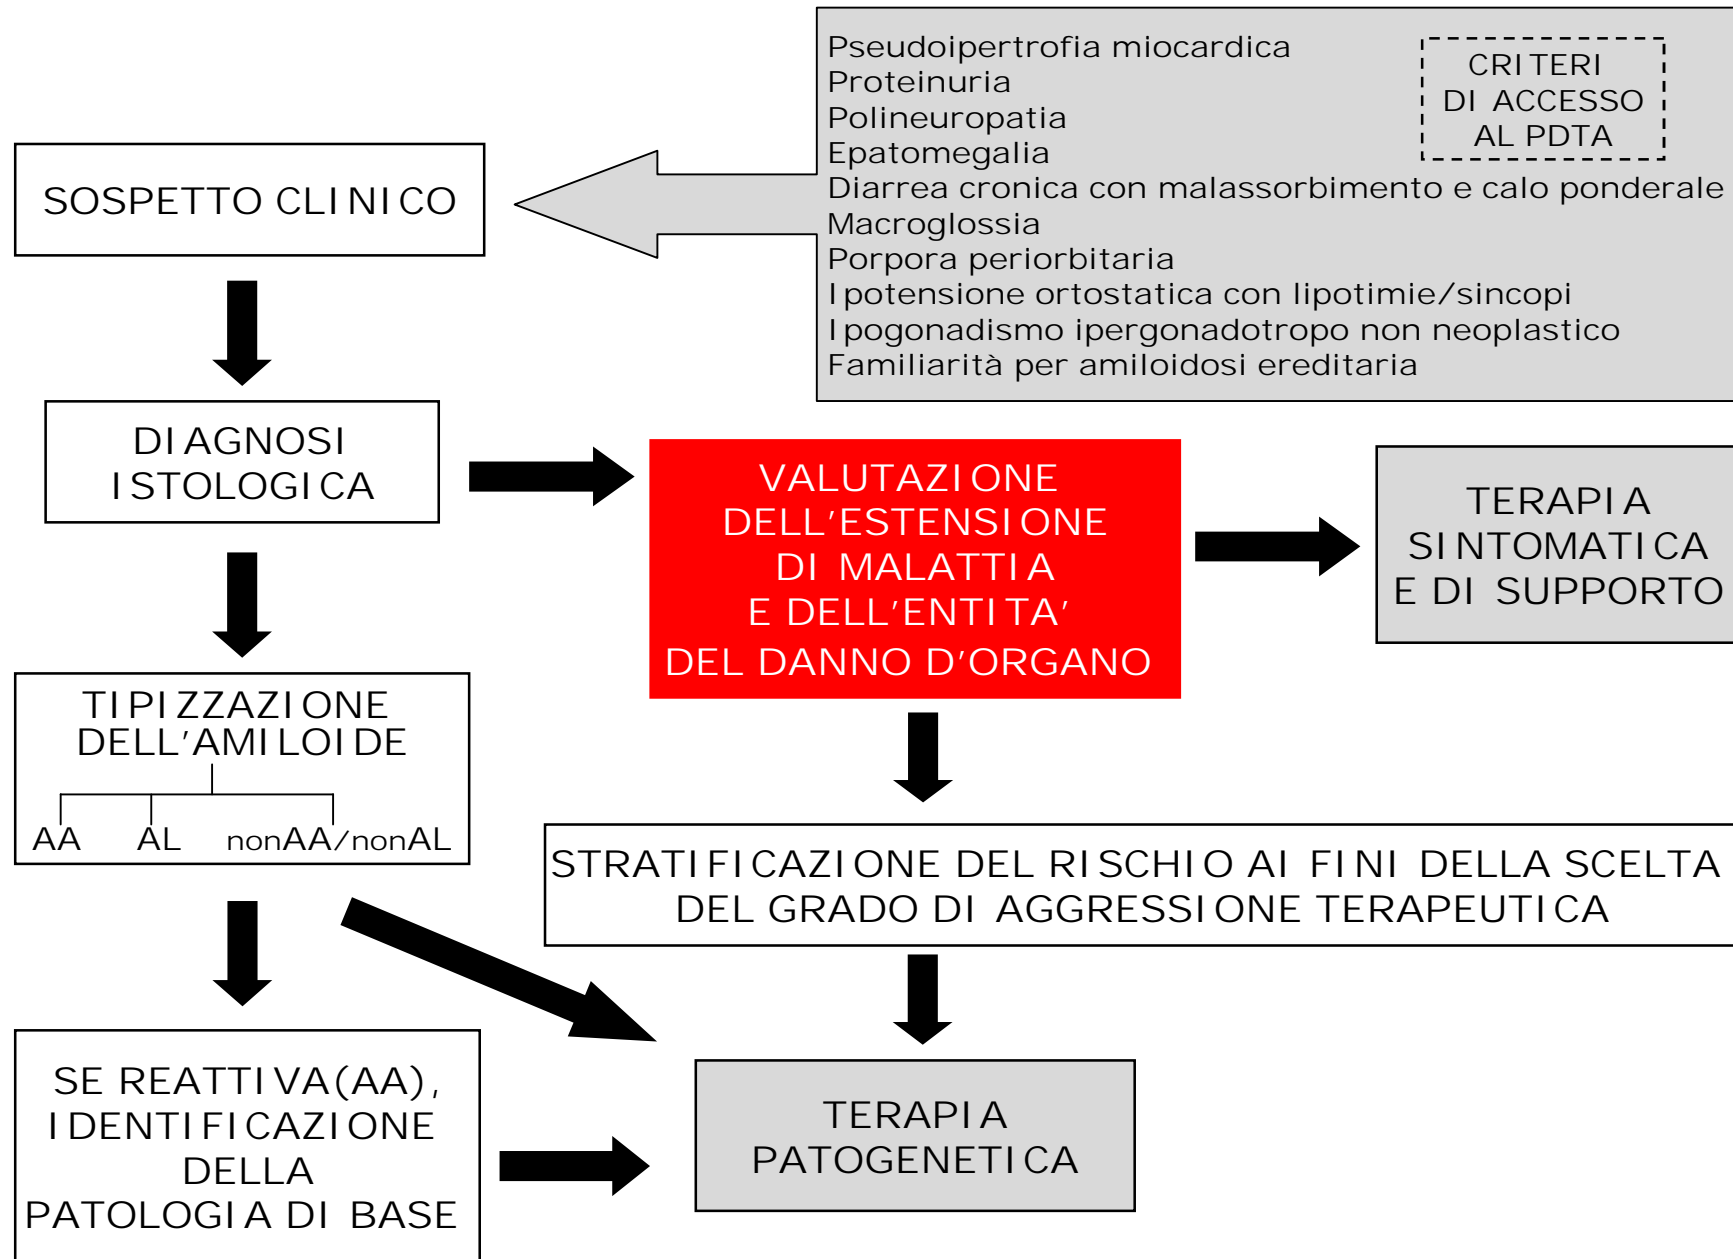 Pseudoipertrofia miocardica
Proteinuria
Polineuropatia
Epatomegalia
Diarrea cronica con malassorbimento e calo ponderale
Macroglossia
Porpora periorbitaria
Ipotensione ortostatica con lipotimie/sincopi
Ipogonadismo ipergonadotropo non neoplastico
Familiarità per amiloidosi ereditaria
CRITERI
DI ACCESSO
AL PDTA
SOSPETTO CLINICO
DIAGNOSI
ISTOLOGICA
VALUTAZIONE
DELL’ESTENSIONE
DI MALATTIA
E DELL’ENTITA’
DEL DANNO D’ORGANO
TERAPIA
SINTOMATICA
E DI SUPPORTO
TIPIZZAZIONE
DELL’AMILOIDE
AA AL nonAA/nonAL
STRATIFICAZIONE DEL RISCHIO AI FINI DELLA SCELTA
DEL GRADO DI AGGRESSIONE TERAPEUTICA
SE REATTIVA(AA),
IDENTIFICAZIONE
DELLA
PATOLOGIA DI BASE
TERAPIA
PATOGENETICA